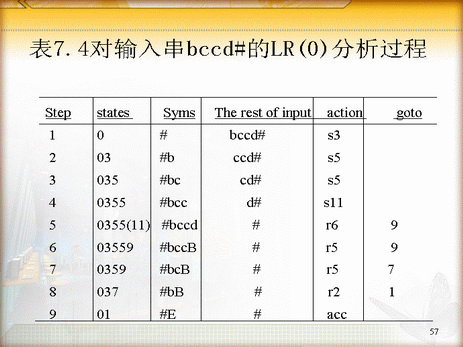 表7.4对输入串bccd#的LR(0)分析过程
Step states Syms The rest of input action goto
1 0 # bccd# s3
2 03 #b ccd# s5
3 035 #bc cd# s5
4 0355 #bcc d# s11
5 0355(11) #bccd # r6 9
6 03559 #bccB # r5 9
7 0359 #bcB # r5 7
8 037 #bB # r2 1
9 01 #E # acc
57